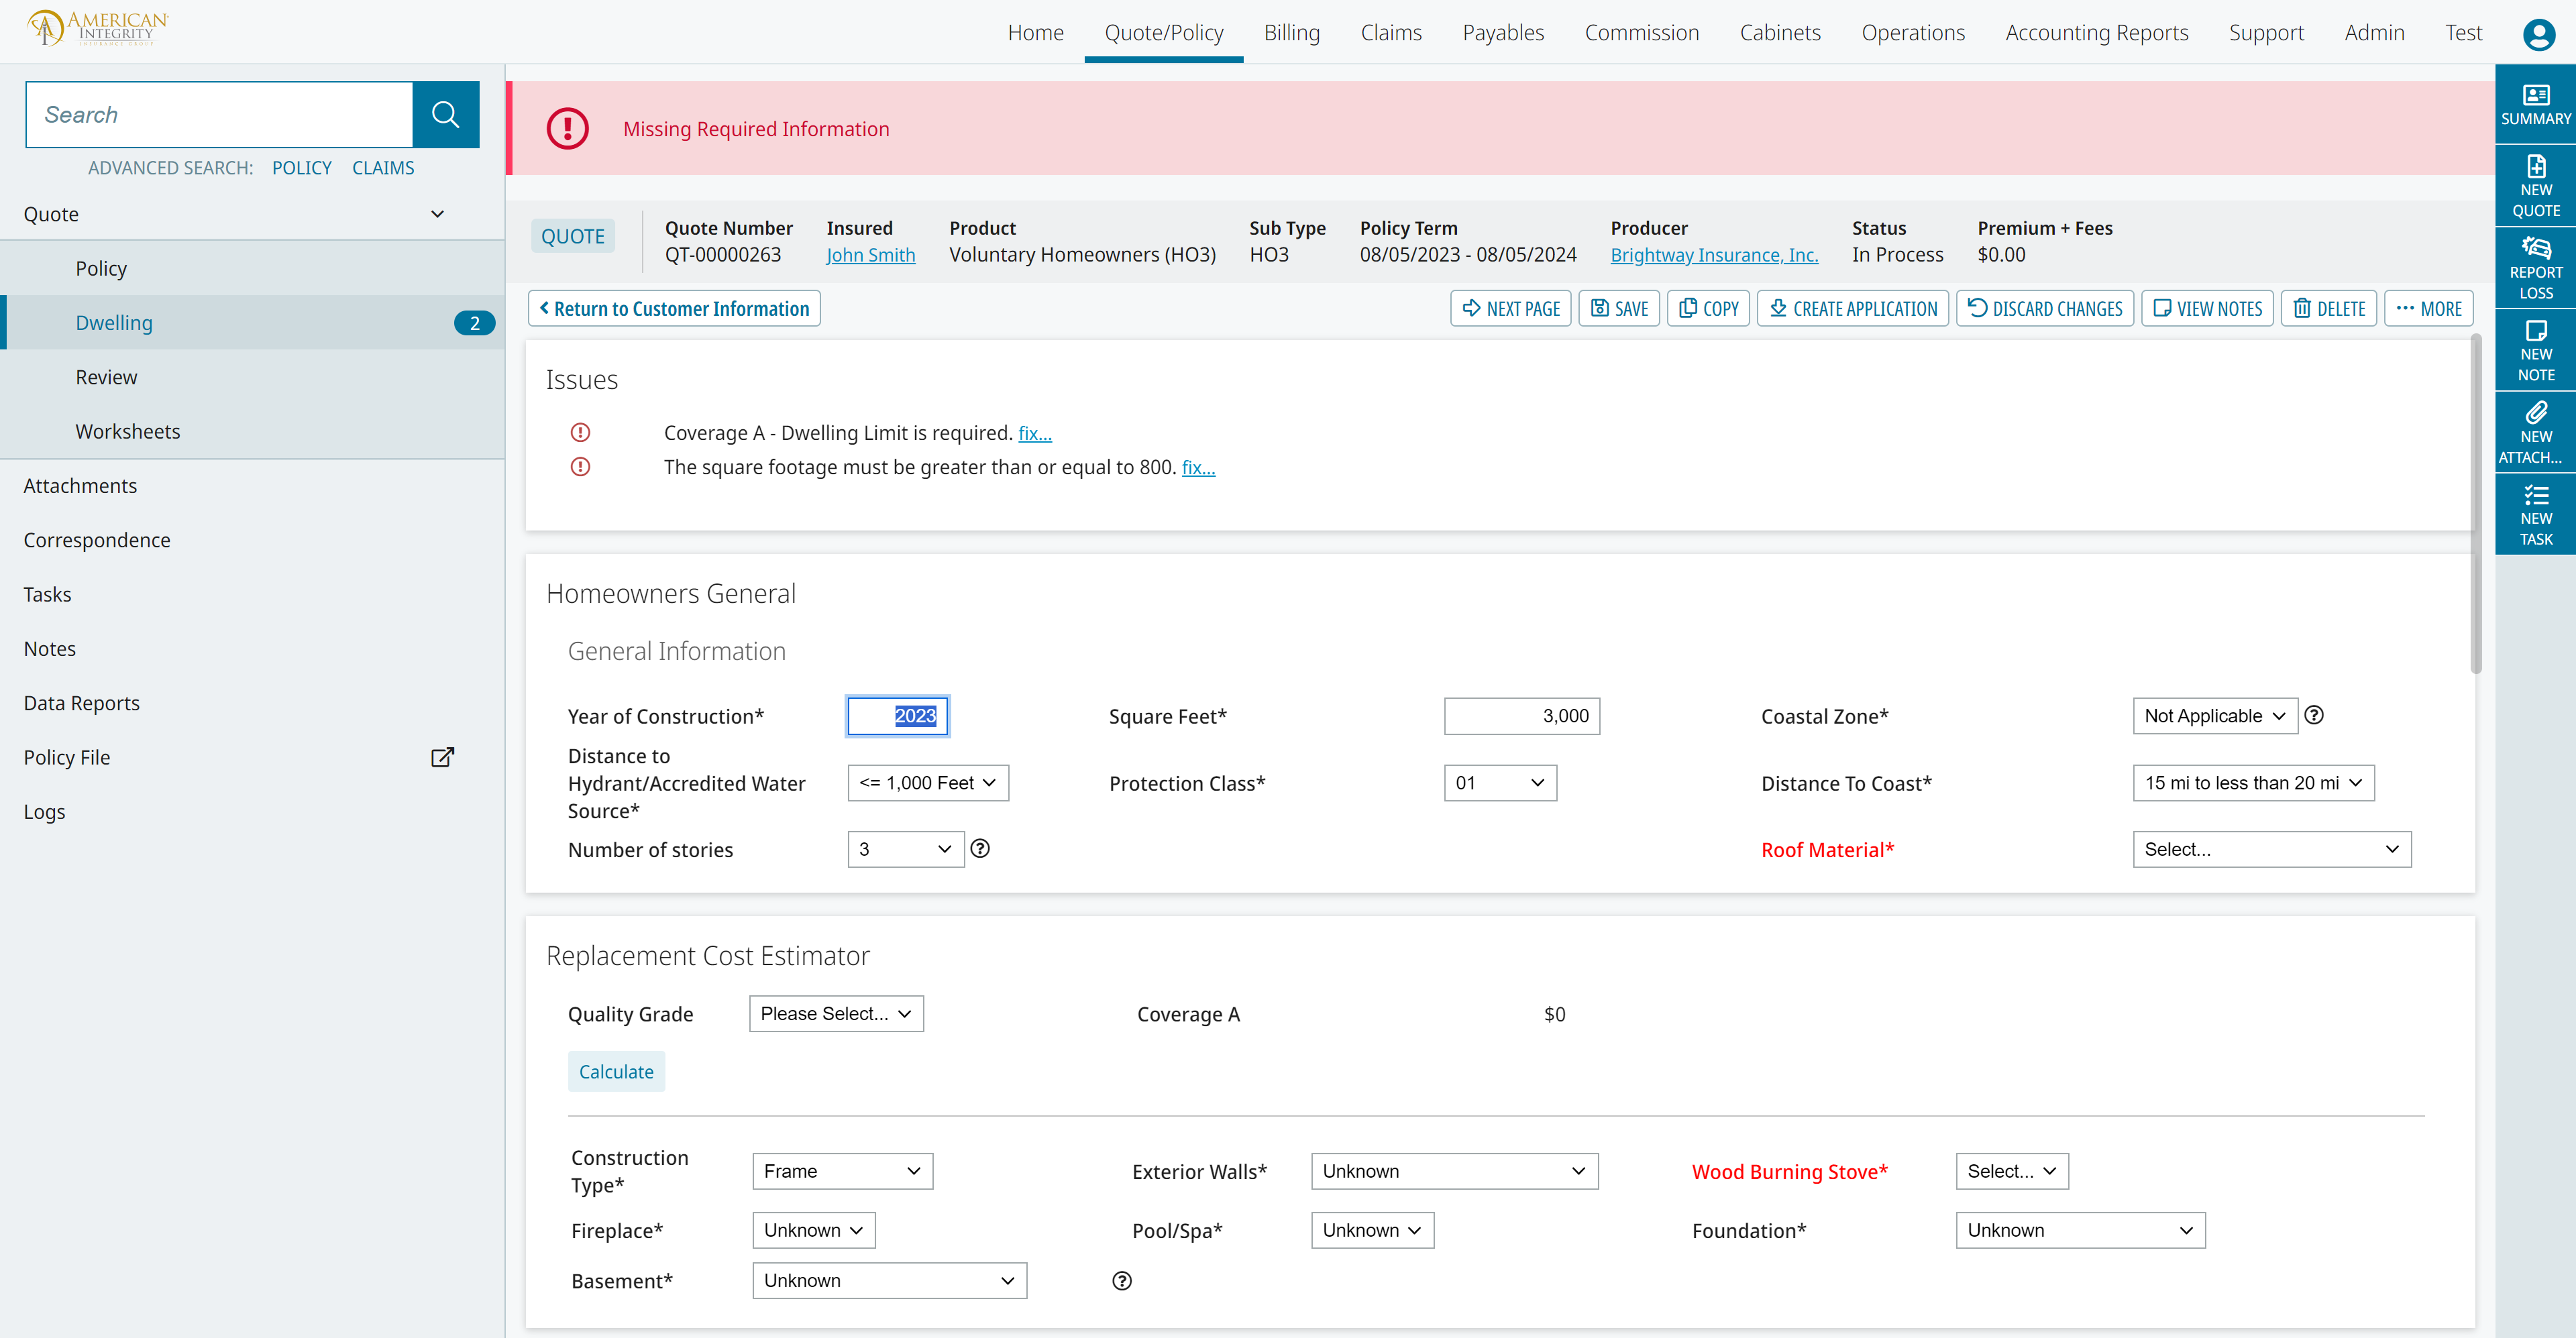 AMERICAN
INTEGRITY
INSURANCE GROUP
Home Quote/Policy Billing Claims Payables Commission Cabinets Operations Accounting Reports Support Admin Test
Search
ADVANCED SEARCH: POLICY CLAIMS
Quote
Policy
Dwelling 2
Review
Worksheets
Attachments
Correspondence
Tasks
Notes
Data Reports
Policy File
Logs
Missing Required Information
QUOTE
Quote Number Insured Product Sub Type Policy Term Producer Status Premium + Fees
QT-00000263 John Smith Voluntary Homeowners (HO3) HO3 08/05/2023 - 08/05/2024 Brightway Insurance, Inc. In Process $0.00
Return to Customer Information NEXT PAGE SAVE COPY CREATE APPLICATION DISCARD CHANGES VIEW NOTES DELETE MORE
Issues
Coverage A - Dwelling Limit is required. fix...
The square footage must be greater than or equal to 800. fix...
Homeowners General
General Information
Year of Construction* 2023 Square Feet* 3,000 Coastal Zone* Not Applicable
Distance to
Hydrant/Accredited Water <= 1,000 Feet Protection Class* 01 Distance To Coast* 15 mi to less than 20 mi
Source*
Number of stories 3 Roof Material* Select...
Replacement Cost Estimator
Quality Grade Please Select... Coverage A $0
Calculate
Construction
Type* Frame Exterior Walls* Unknown Wood Burning Stove* Select...
Fireplace* Unknown Pool/Spa* Unknown Foundation* Unknown
Basement* Unknown
SUMMARY
NEW
QUOTE
REPORT
LOSS
NEW
NOTE
NEW
ATTACH...
NEW
TASK